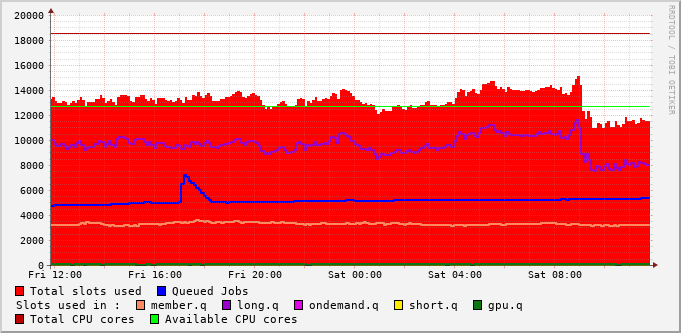 20000
18000
16000
14000
12000
10000
8000
6000
4000
2000
0
Fri 12:00 Fri 16:00 Fri 20:00 Sat 00:00 Sat 04:00 Sat 08:00
Total slots used Queued Jobs
Slots used in : member.q long.q ondemand.q short.q gpu.q
Total CPU cores Available CPU cores
RRDTOOL / TOBI OETIKER